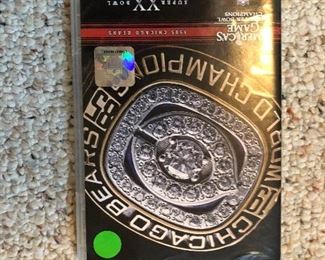 AMERICA'S
GAME
SUPER BOWL
CHAMPIONS
SUPER XX BOWL
1985 CHICAGO BEARS
WORLD CHAMPIONS
CHICAGO BEARS